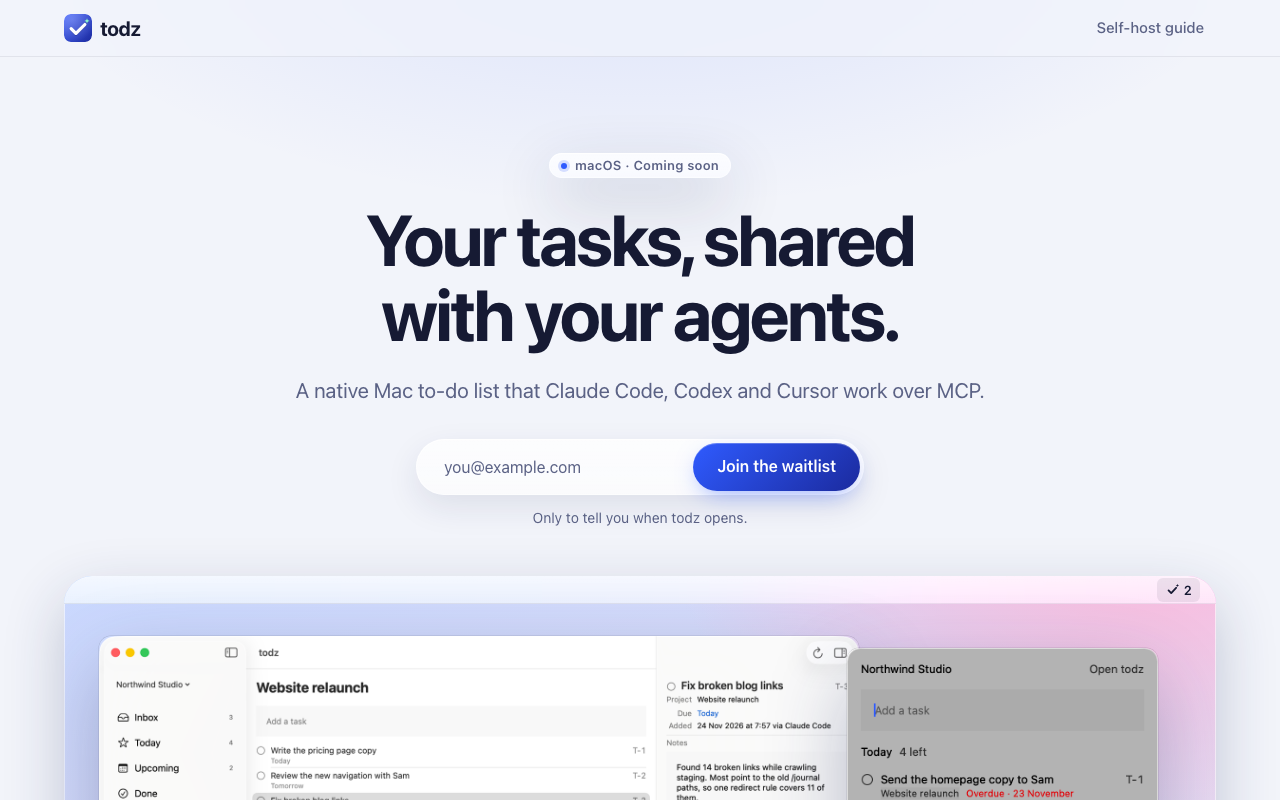 todz
Self-host guide
macOS · Coming soon
Your tasks, shared
with your agents.
A native Mac to-do list that Claude Code, Codex and Cursor work over MCP.
you@example.com
Join the waitlist
Only to tell you when todz opens.
2
todz
Northwind Studio
Inbox 3
Today 4
Upcoming 2
Done
Website relaunch
Add a task
Write the pricing page copy T-1
Today
Review the new navigation with Sam T-2
Tomorrow
Fix broken blog links
Project Website relaunch
Due Today
Added 24 Nov 2026 at 7:57 via Claude Code
Notes
Found 14 broken links while crawling
staging. Most point to the old /journal
paths, so one redirect rule covers 11 of
them.
Northwind Studio Open todz
Add a task
Today 4 left
Send the homepage copy to Sam T-1
Website relaunch Overdue · 23 November